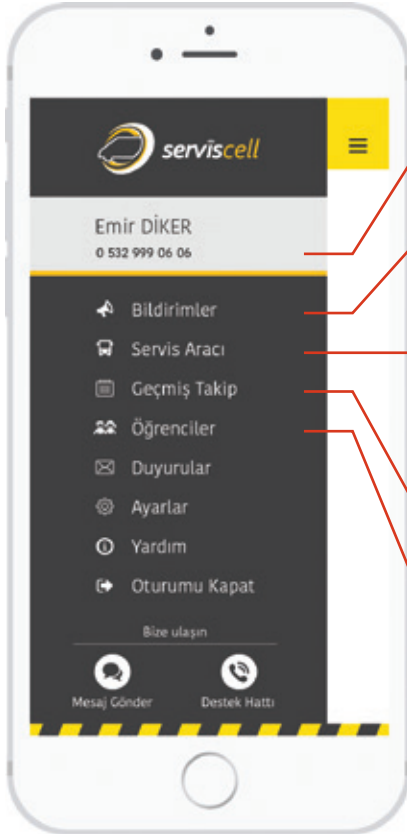 servіscell
Emir DİKER
0 532 999 06 06
Bildirimler
Servis Aracı
Geçmiş Takip
Öğrenciler
Duyurular
Ayarlar
Yardım
Oturumu Kapat
Bize ulaşın
Mesaj Gönder
Destek Hattı